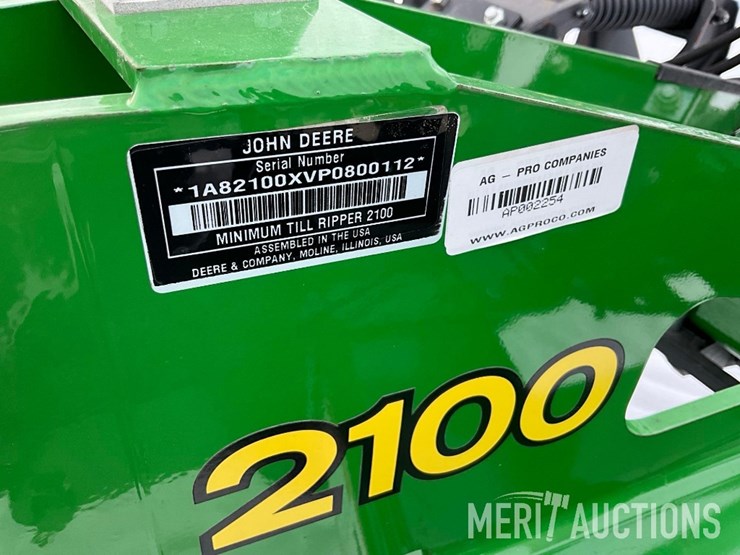 JOHN DEERE
Serial Number
*1A82100XVP0800112*
MINIMUM TILL RIPPER 2100
ASSEMBLED IN THE USA
DEERE & COMPANY, MOLINE, ILLINOIS, USA
AG - PRO COMPANIES
AP002254
WWW.AGPROCO.COM
2100
MERIT AUCTIONS